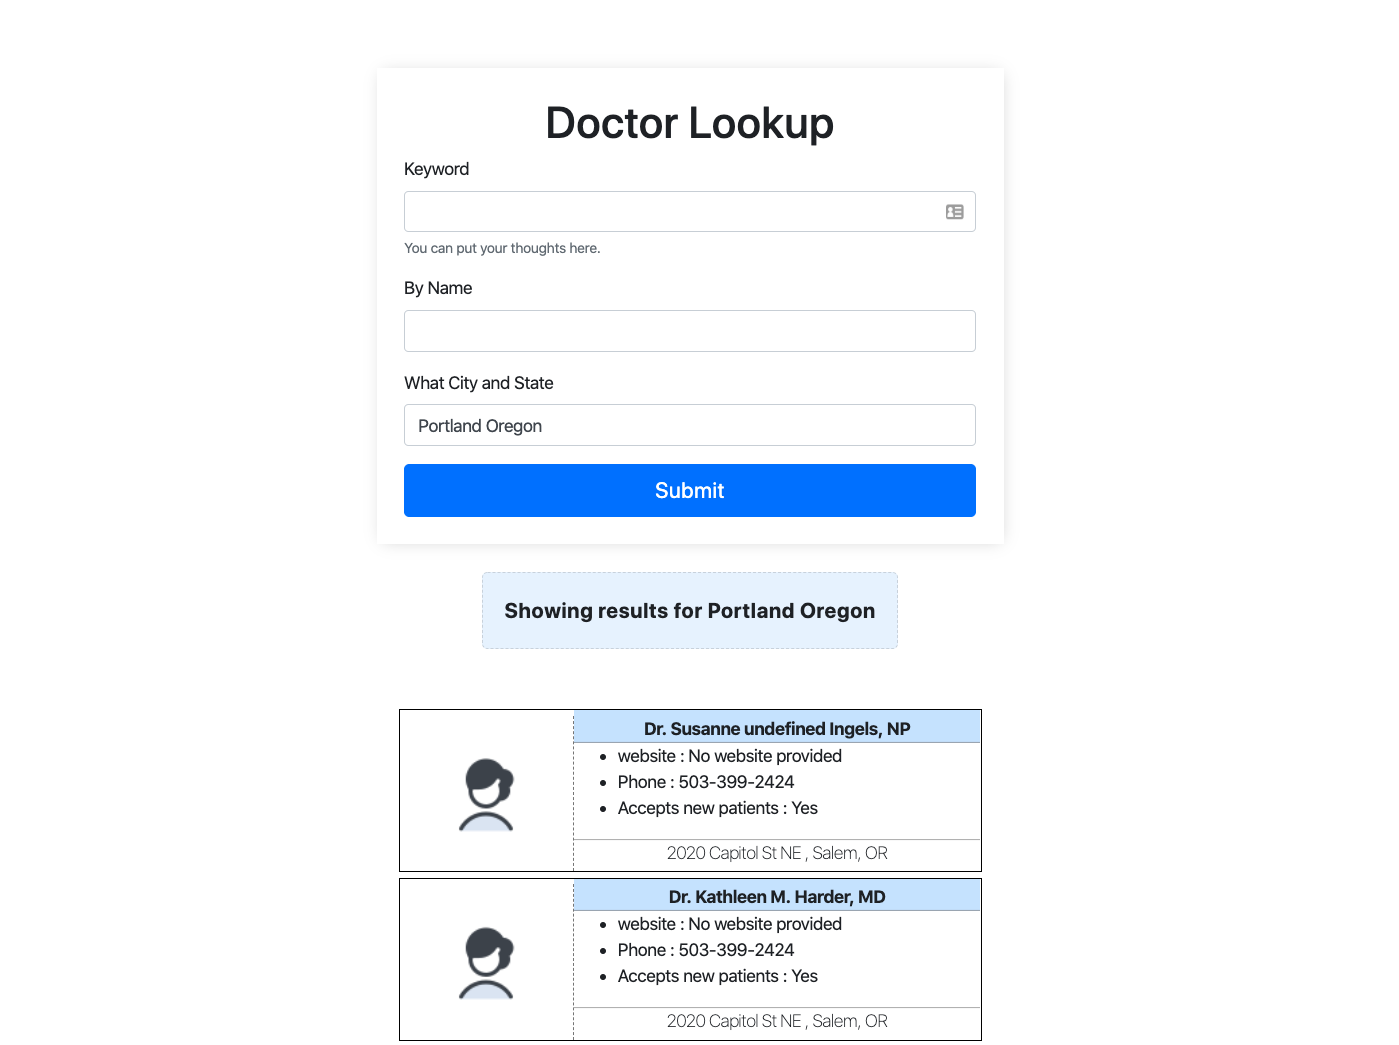 Doctor Lookup
Keyword
You can put your thoughts here.
By Name
What City and State
Portland Oregon
Submit
Showing results for Portland Oregon
Dr. Susanne undefined Ingels, NP
website : No website provided
Phone : 503-399-2424
Accepts new patients : Yes
2020 Capitol St NE , Salem, OR
Dr. Kathleen M. Harder, MD
website : No website provided
Phone : 503-399-2424
Accepts new patients : Yes
2020 Capitol St NE , Salem, OR